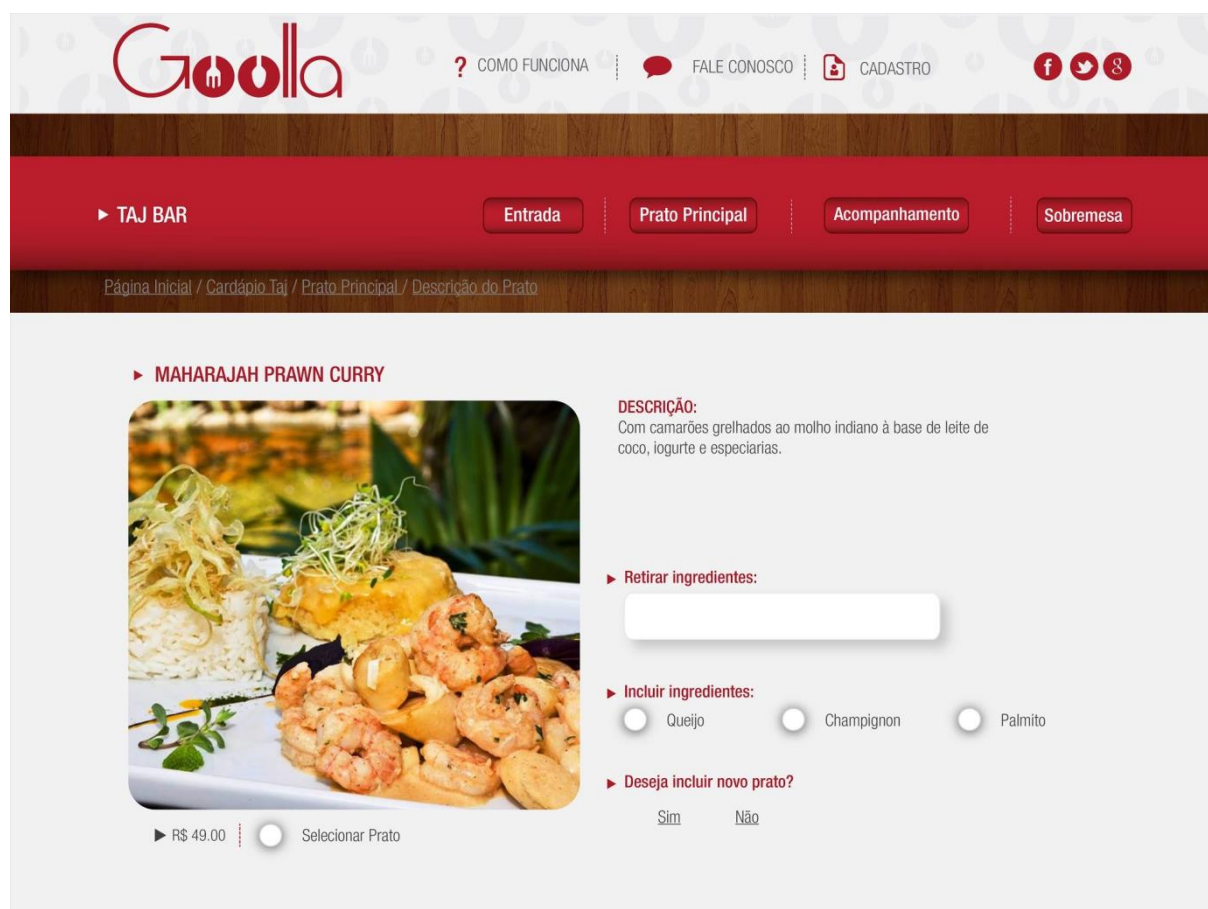 Goolla
? COMO FUNCIONA
FALE CONOSCO
CADASTRO
f 8
TAJ BAR
Entrada
Prato Principal
Acompanhamento
Sobremesa
Página Inicial / Cardápio Taj / Prato Principal / Descrição do Prato
MAHARAJAH PRAWN CURRY
DESCRIÇÃO:
Com camarões grelhados ao molho indiano à base de leite de
coco, iogurte e especiarias.
Retirar ingredientes:
Incluir ingredientes:
Queijo Champignon Palmito
Deseja incluir novo prato?
Sim Não
R$ 49.00 Selecionar Prato